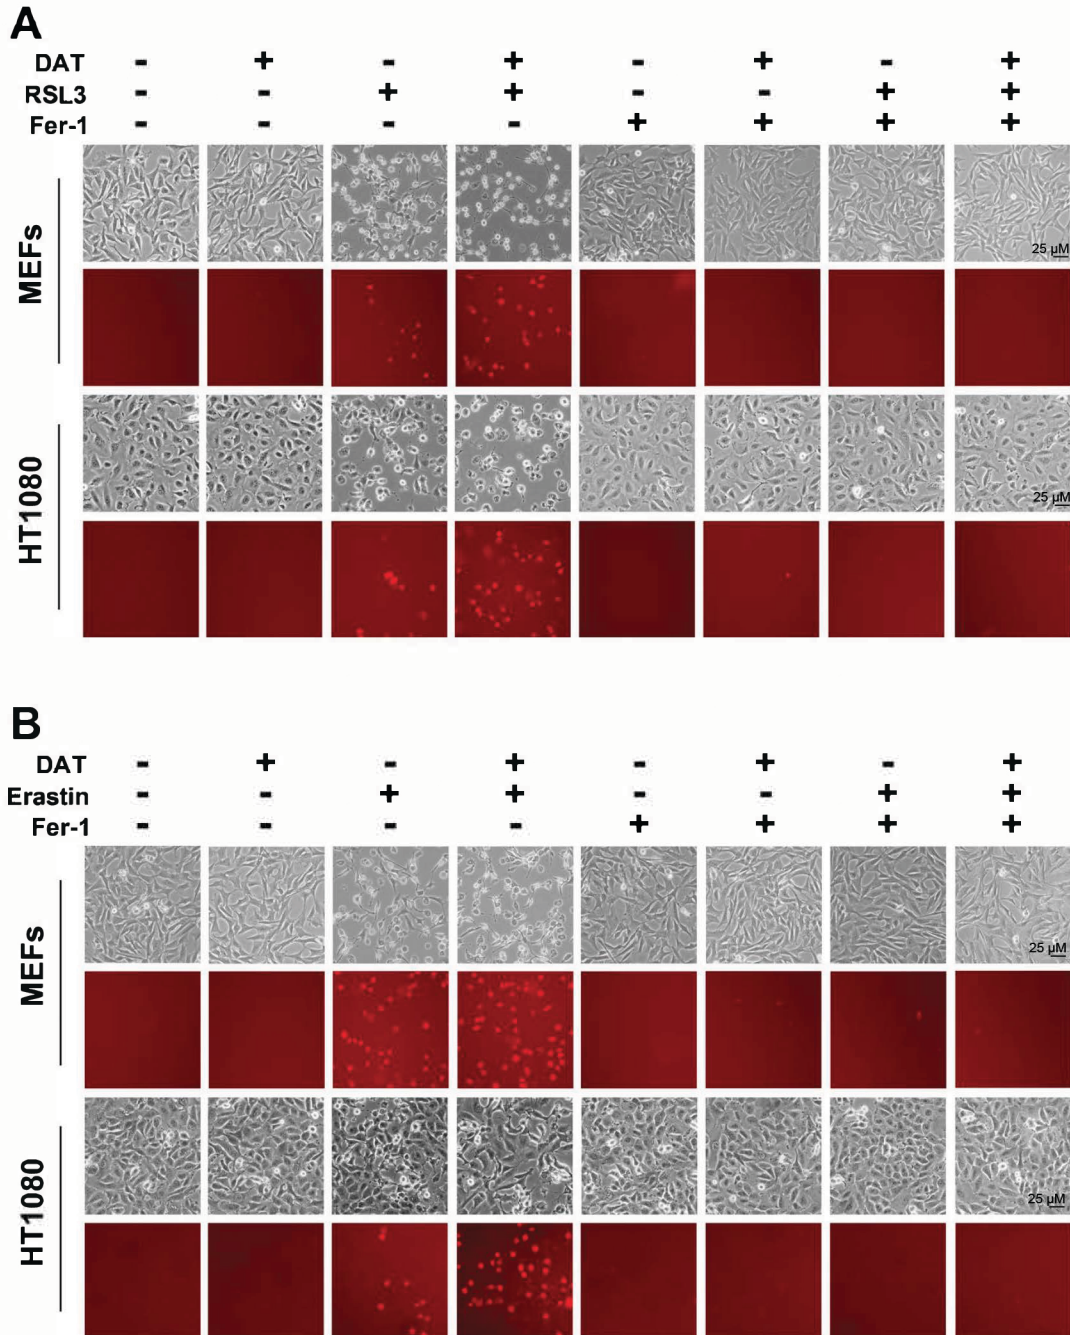 A
DAT - + - + - + - +
RSL3 - - + + - - + +
Fer-1 - - - - + + + +
MEFs
25 µM
HT1080
25 µM
B
DAT - + - + - + - +
Erastin - - + + - - + +
Fer-1 - - - - + + + +
MEFs
25 µM
HT1080
25 µM